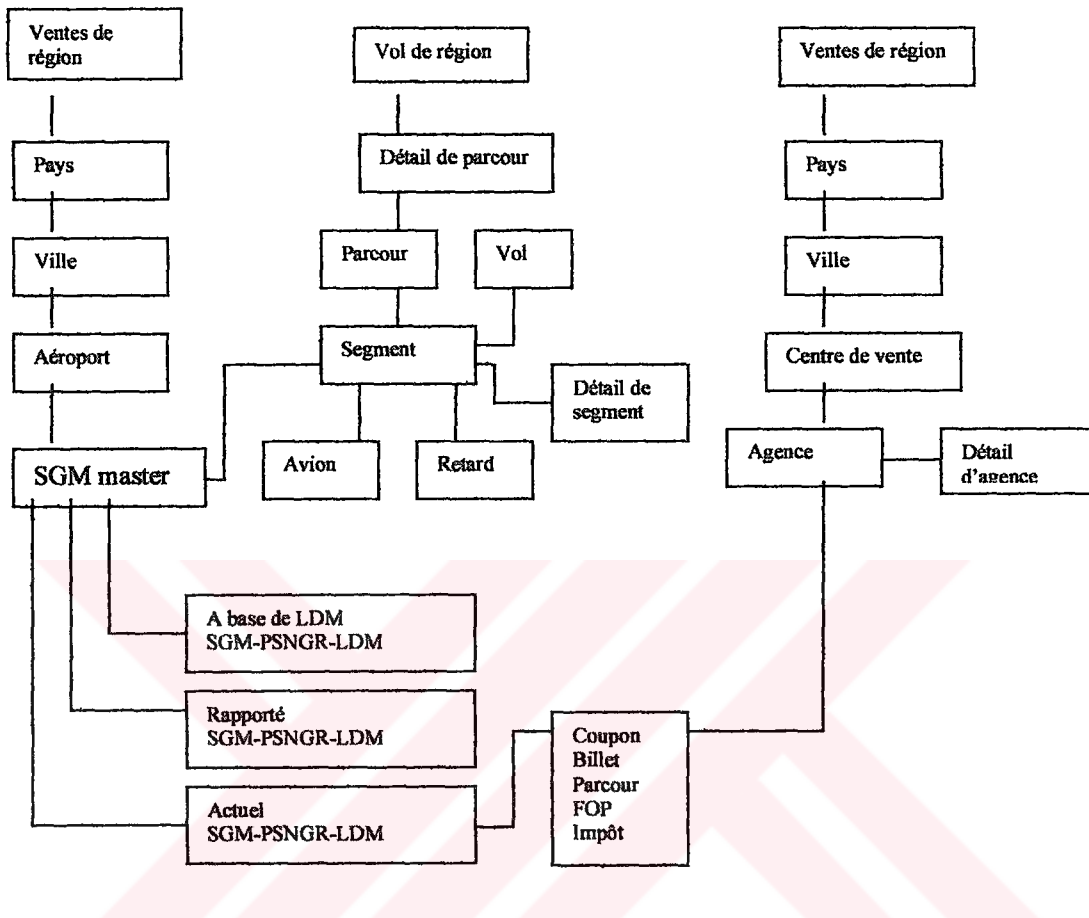 Ventes de
région
Vol de région
Ventes de région
Détail de parcour
Pays
Pays
Parcour
Vol
Ville
Ville
Segment
Aéroport
Centre de vente
Détail de
segment
Avion
Retard
Agence
Détail
d'agence
SGM master
A base de LDM
SGM-PSNGR-LDM
Rapporté
SGM-PSNGR-LDM
Coupon
Billet
Parcour
FOP
Impôt
Actuel
SGM-PSNGR-LDM